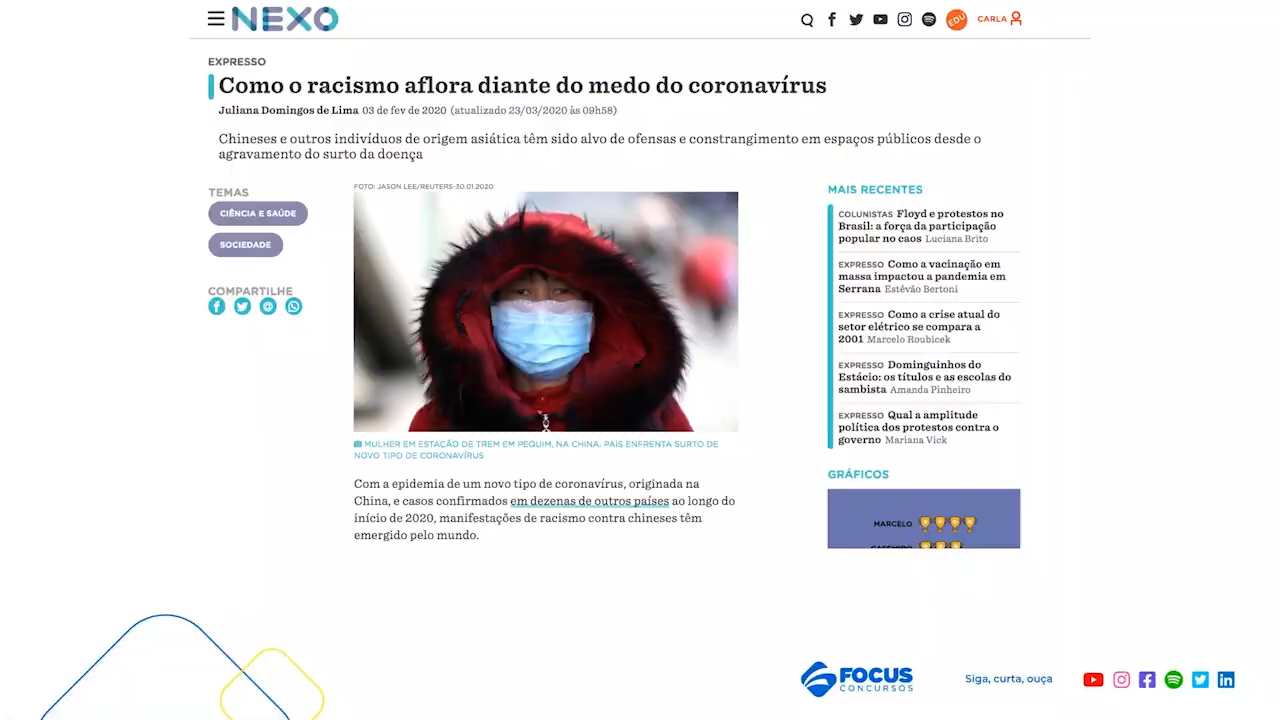 NEXO
EDU
CARLA
EXPRESSO
Como o racismo aflora diante do medo do coronavírus
Juliana Domingos de Lima 03 de fev de 2020 (atualizado 23/03/2020 às 09h58)
Chineses e outros indivíduos de origem asiática têm sido alvo de ofensas e constrangimento em espaços públicos desde o
agravamento do surto da doença
TEMAS
CIÊNCIA E SAÚDE
SOCIEDADE
COMPARTILHE
FOTO: JASON LEE/REUTERS-30.01.2020
MULHER EM ESTAÇÃO DE TREM EM PEQUIM, NA CHINA. PAÍS ENFRENTA SURTO DE
NOVO TIPO DE CORONAVÍRUS
Com a epidemia de um novo tipo de coronavírus, originada na
China, e casos confirmados em dezenas de outros países ao longo do
início de 2020, manifestações de racismo contra chineses têm
emergido pelo mundo.
MAIS RECENTES
COLUNISTAS Floyd e protestos no
Brasil: a força da participação
popular no caos Luciana Brito
EXPRESSO Como a vacinação em
massa impactou a pandemia em
Serrana Estêvão Bertoni
EXPRESSO Como a crise atual do
setor elétrico se compara a
2001 Marcelo Roubicek
EXPRESSO Dominguinhos do
Estácio: os títulos e as escolas do
sambista Amanda Pinheiro
EXPRESSO Qual a amplitude
política dos protestos contra o
governo Mariana Vick
GRÁFICOS
MARCELO
FOCUS
CONCURSOS
Siga, curta, ouça